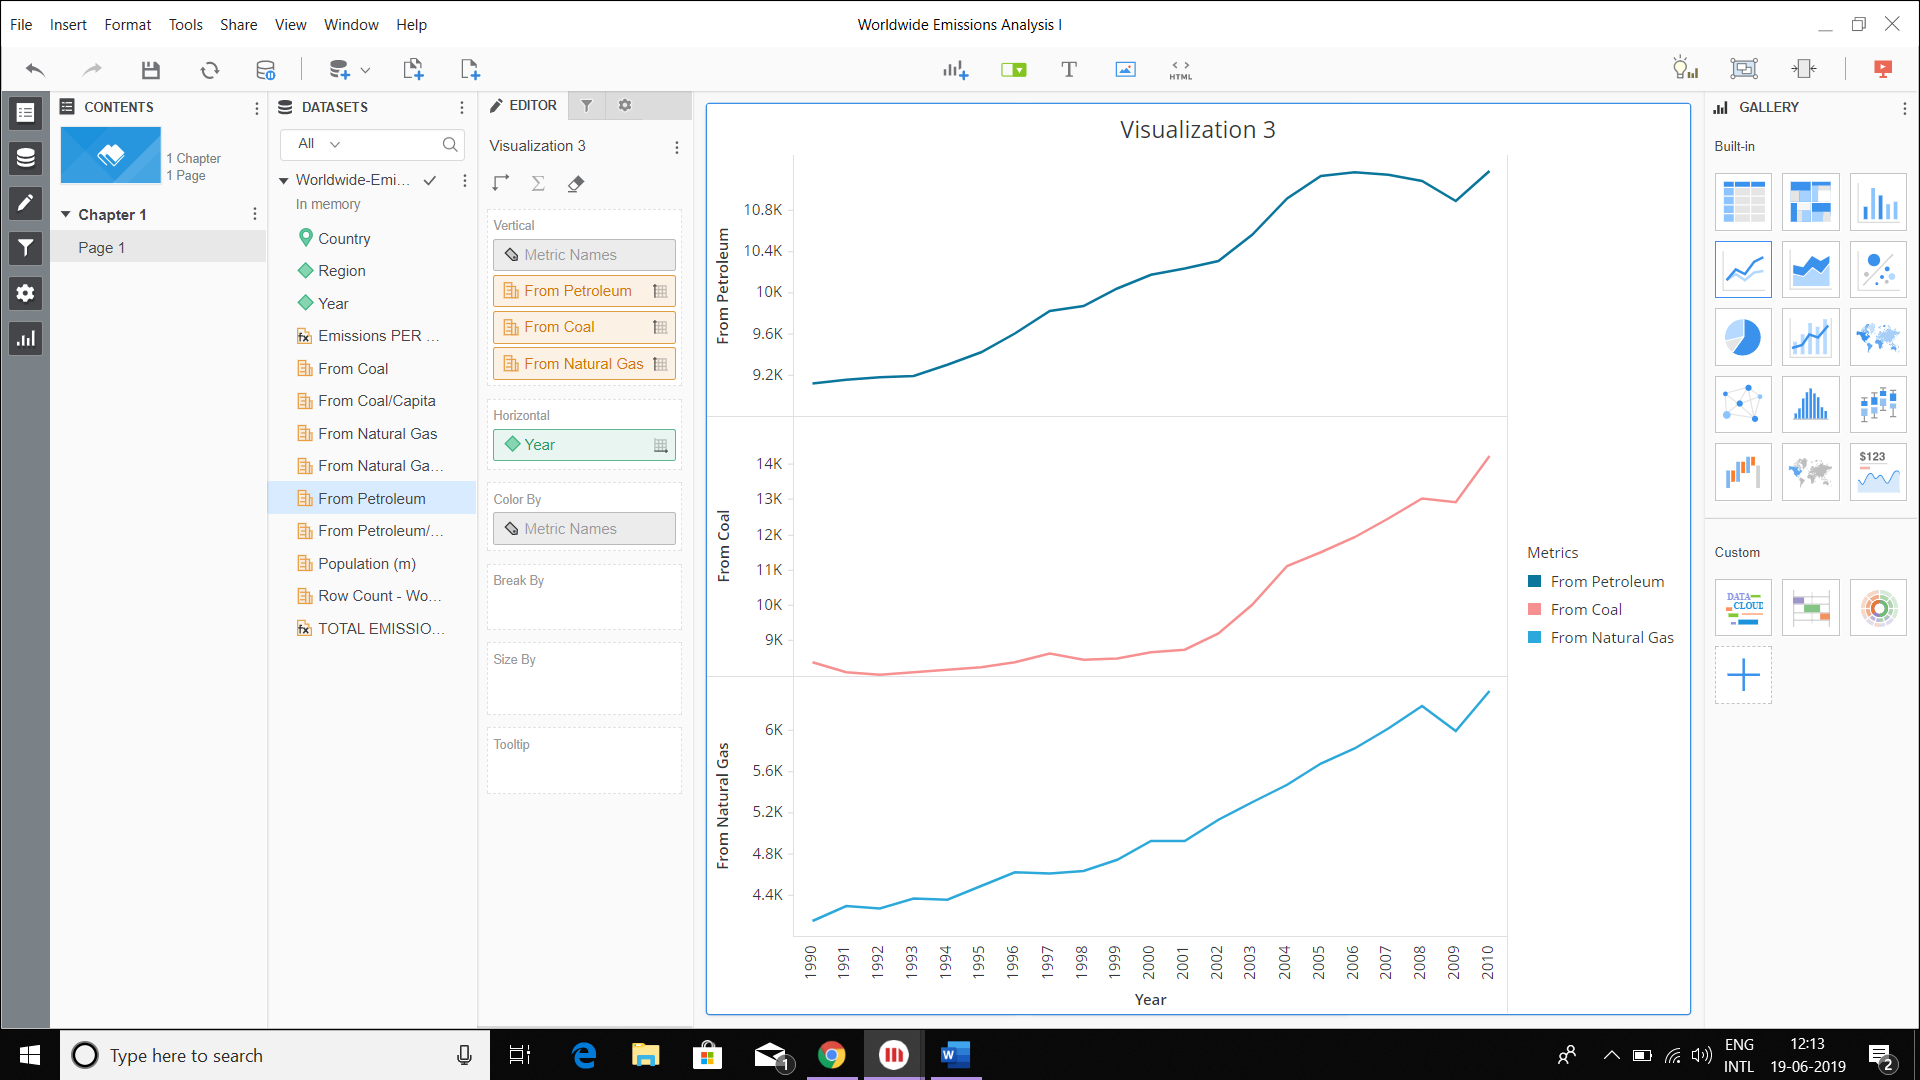 File Insert Format Tools Share View Window Help
Worldwide Emissions Analysis I
HTML
CONTENTS
1 Chapter
1 Page
Chapter 1
Page 1
DATASETS
All
Worldwide-Emi...
In memory
Country
Region
Year
fx Emissions PER ...
From Coal
From Coal/Capita
From Natural Gas
From Natural Ga...
From Petroleum
From Petroleum/...
Population (m)
Row Count - Wo...
fx TOTAL EMISSIO...
EDITOR
Visualization 3
Vertical
Metric Names
From Petroleum
From Coal
From Natural Gas
Horizontal
Year
Color By
Metric Names
Break By
Size By
Tooltip
Visualization 3
From Petroleum
10.8K
10.4K
10K
9.6K
9.2K
From Coal
14K
13K
12K
11K
10K
9K
From Natural Gas
6K
5.6K
5.2K
4.8K
4.4K
1990 1991 1992 1993 1994 1995 1996 1997 1998 1999 2000 2001 2002 2003 2004 2005 2006 2007 2008 2009 2010
Year
Metrics
From Petroleum
From Coal
From Natural Gas
GALLERY
Built-in
$123
Custom
DATA
CLOUD
Type here to search
1
W
ENG
INTL
12:13
19-06-2019
2